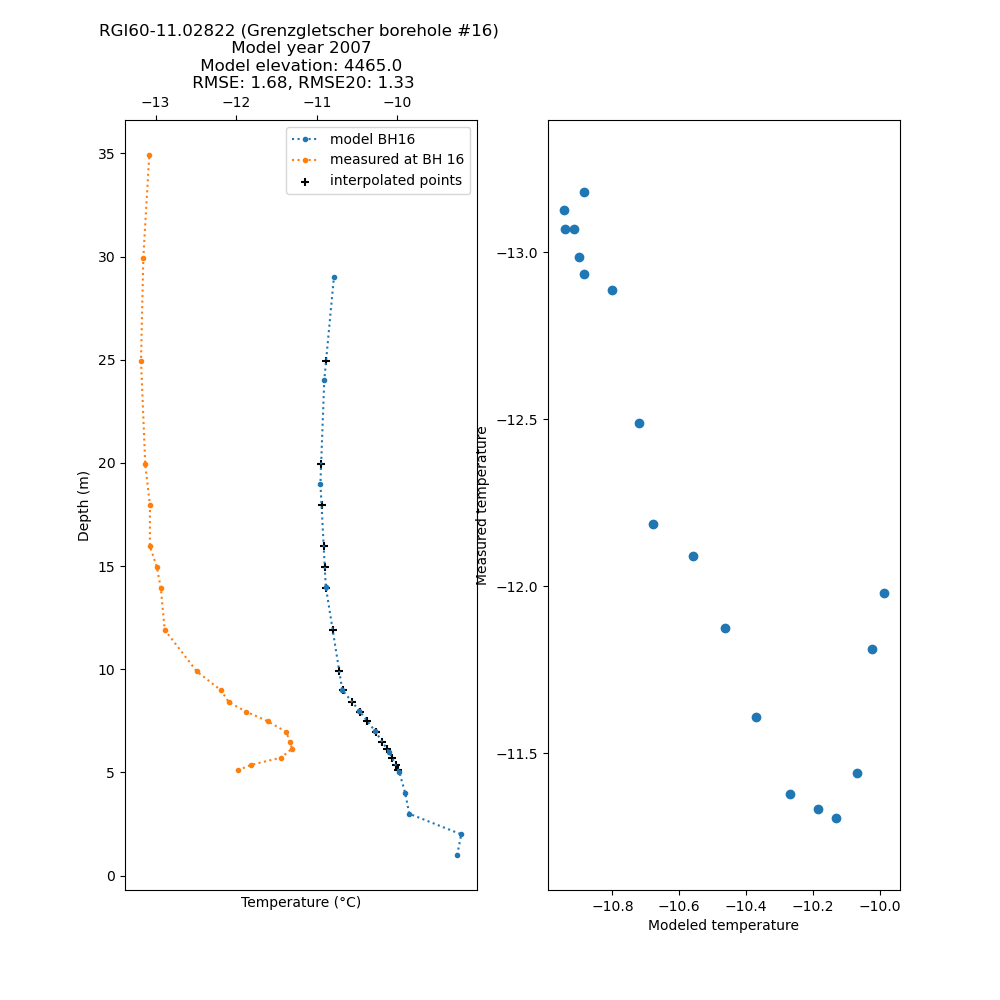 RGI60-11.02822 (Grenzgletscher borehole #16)
Model year 2007
Model elevation: 4465.0
RMSE: 1.68, RMSE20: 1.33
−13 −12 −11 −10
model BH16
measured at BH 16
interpolated points
35
30
25
20
15
10
5
0
Depth (m)
Temperature (°C)
−13.0
−12.5
−12.0
−11.5
Measured temperature
−10.8 −10.6 −10.4 −10.2 −10.0
Modeled temperature